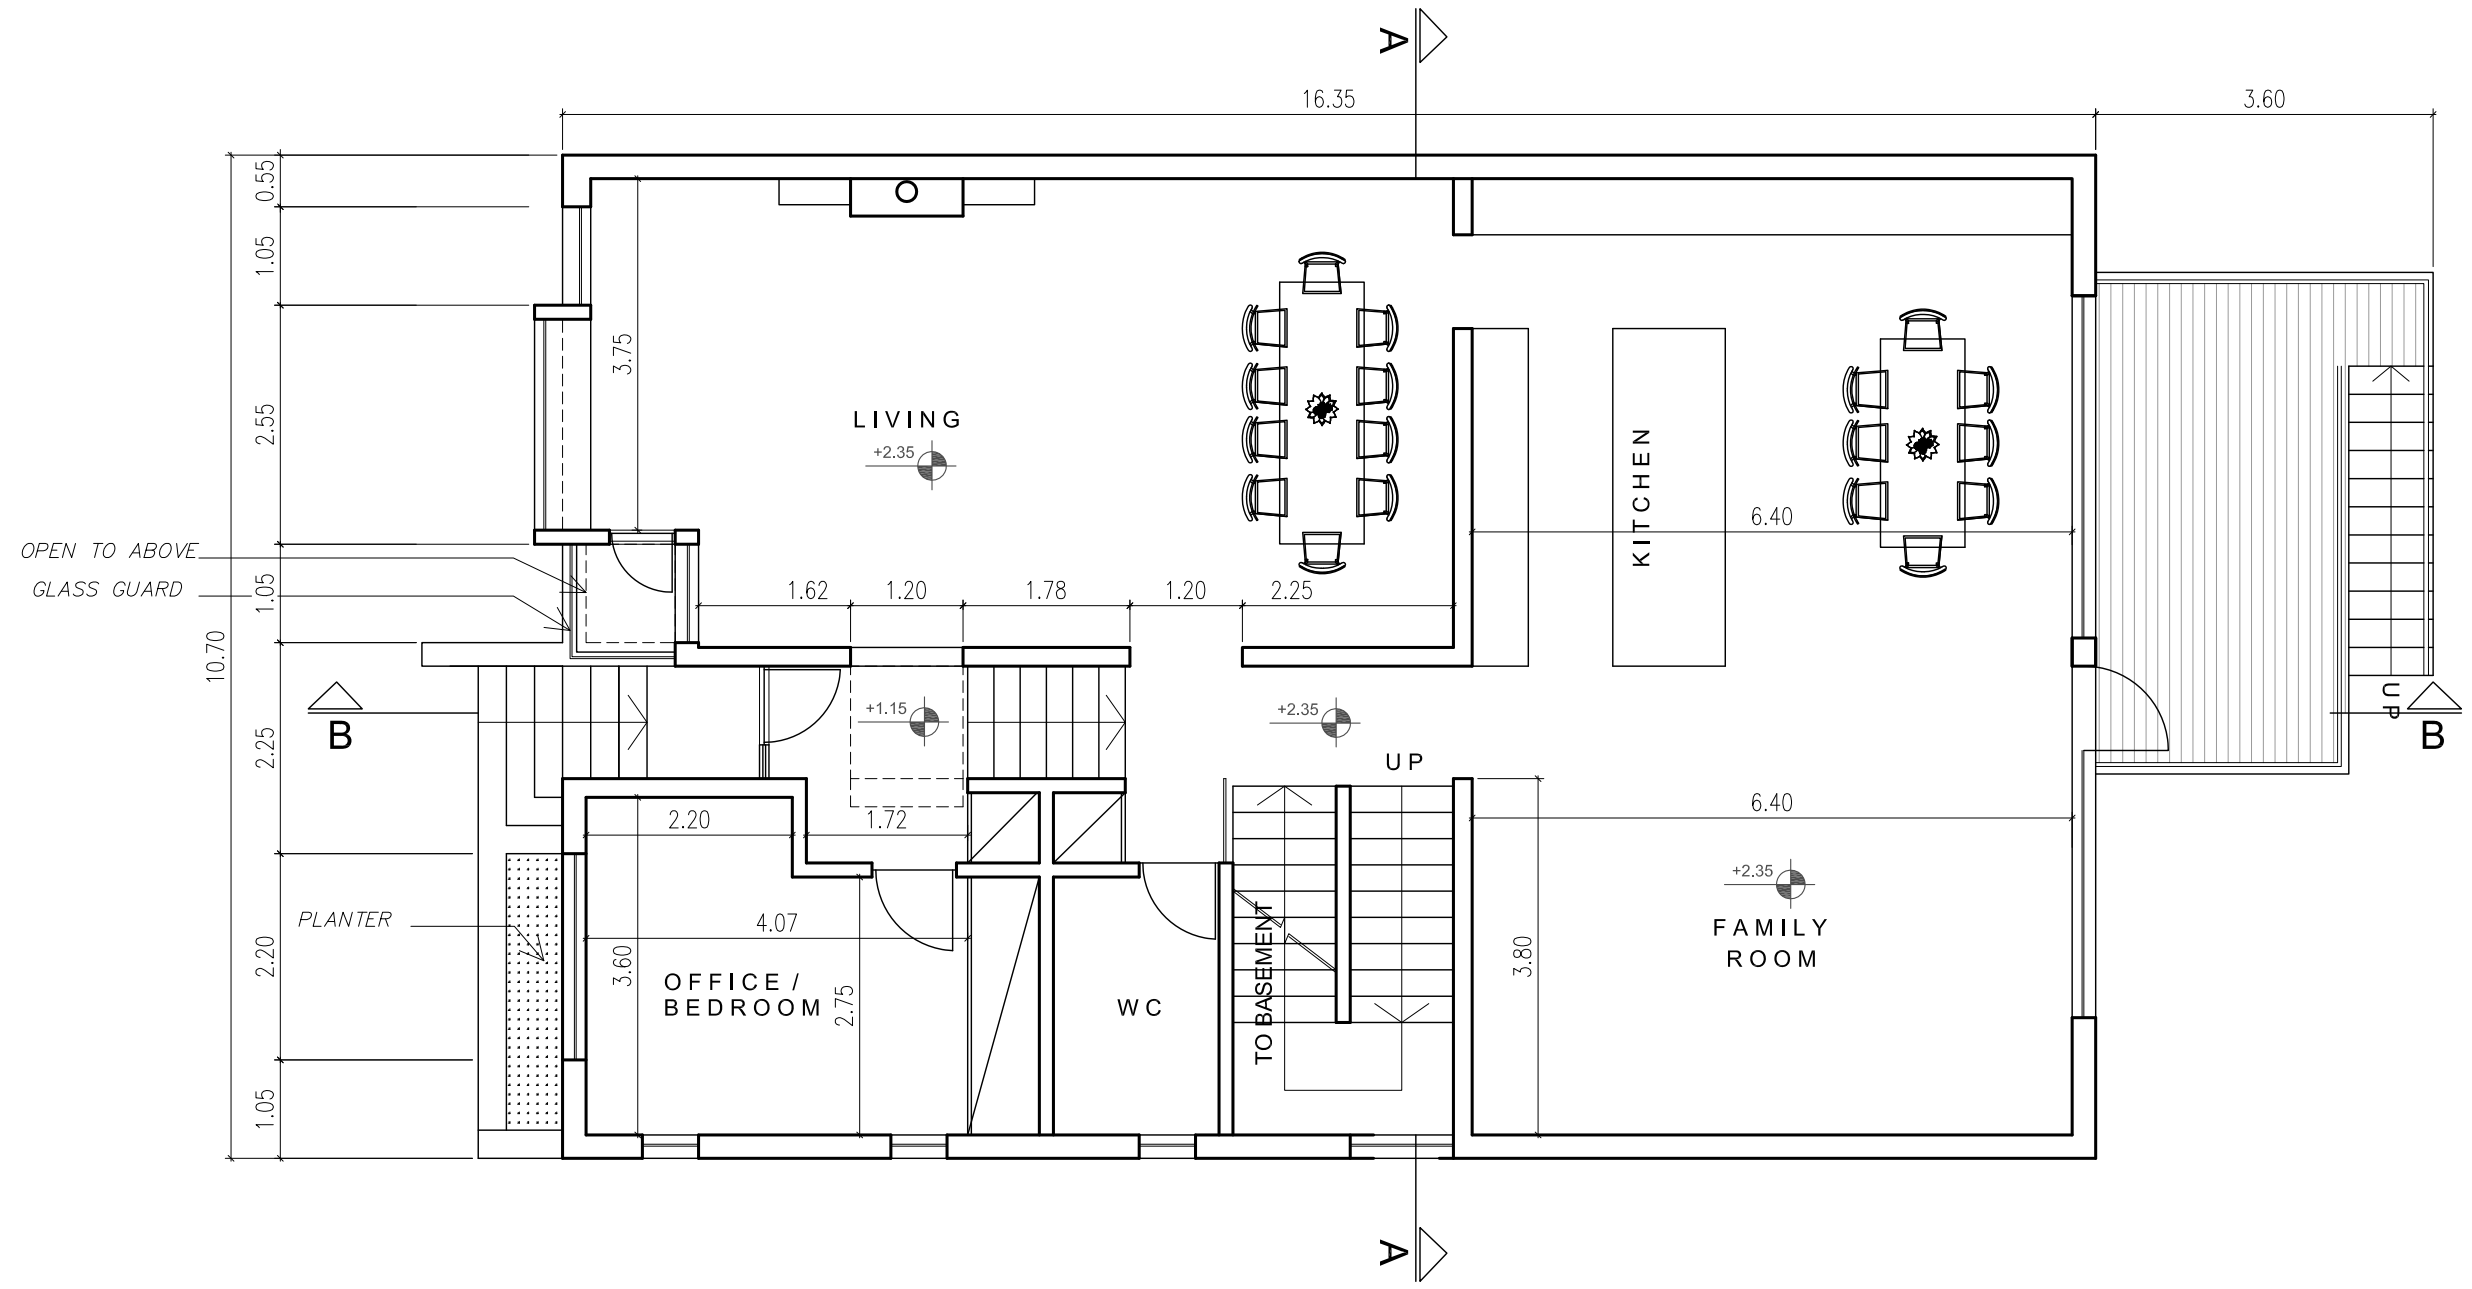 A
16.35
3.60
0.55
1.05
2.55
1.05
2.25
2.20
1.05
10.70
3.75
LIVING
+2.35
KITCHEN
6.40
OPEN TO ABOVE
GLASS GUARD
1.62
1.20
1.78
1.20
2.25
B
+1.15
+2.35
UP
UP
B
2.20
1.72
6.40
PLANTER
4.07
3.60
OFFICE /
BEDROOM
2.75
WC
TO BASEMENT
3.80
+2.35
FAMILY
ROOM
A